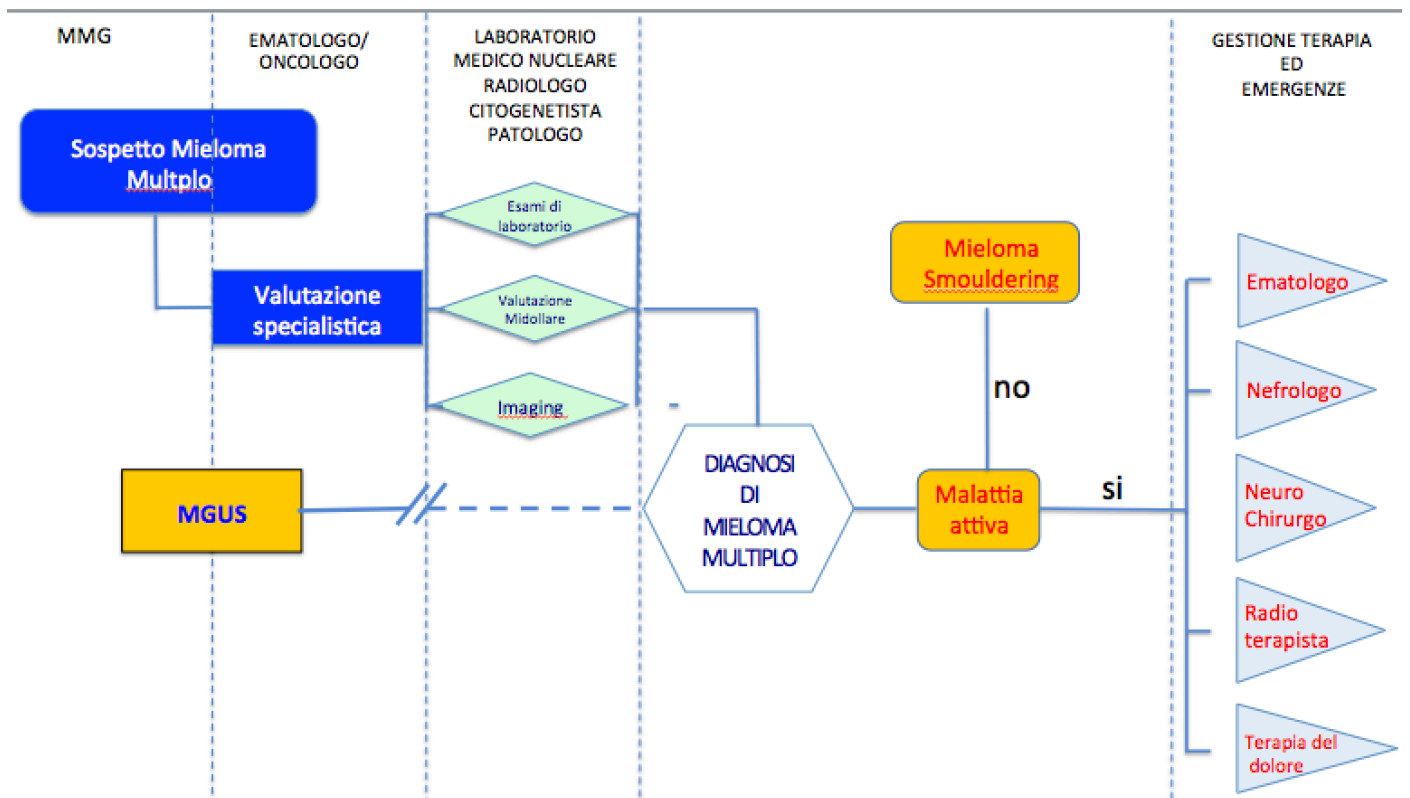 MMG
EMATOLOGO/
ONCOLOGO
LABORATORIO
MEDICO NUCLEARE
RADIOLOGO
CITOGENETISTA
PATOLOGO
GESTIONE TERAPIA
ED
EMERGENZE
Sospetto Mieloma
Multplo
Valutazione
specialistica
Esami di
laboratorio
Valutazione
Midollare
Imaging
MGUS
DIAGNOSI
DI
MIELOMA
MULTIPLO
Mieloma
Smouldering
no
Malattia
attiva
si
Ematologo
Nefrologo
Neuro
Chirurgo
Radio
terapista
Terapia del
dolore